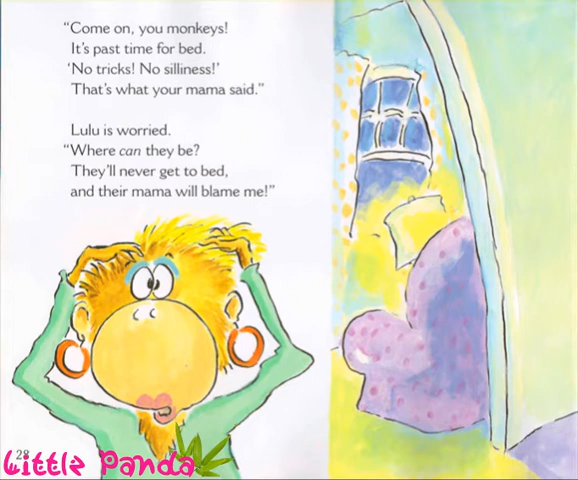 “Come on, you monkeys!
It’s past time for bed.
‘No tricks! No silliness!’
That’s what your mama said.”
Lulu is worried.
“Where can they be?
They’ll never get to bed,
and their mama will blame me!”
28
Little Panda